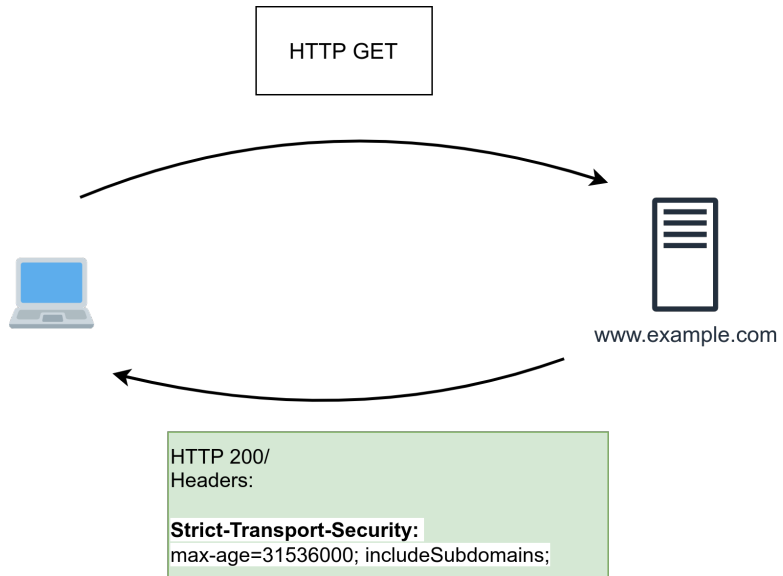 HTTP GET
www.example.com
HTTP 200/
Headers:
Strict-Transport-Security:
max-age=31536000; includeSubdomains;